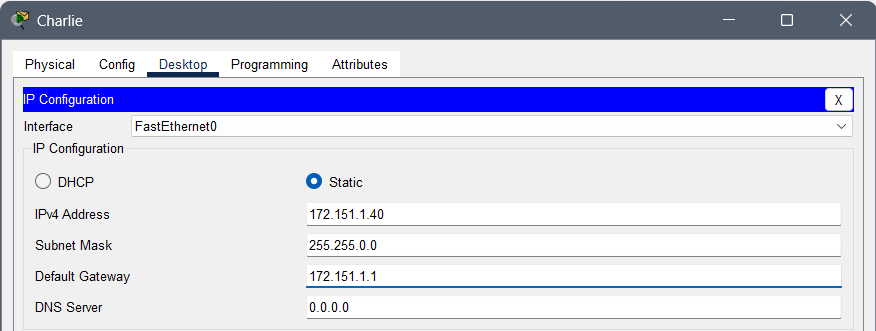 Charlie
Physical Config Desktop Programming Attributes
IP Configuration X
Interface FastEthernet0
IP Configuration
DHCP Static
IPv4 Address 172.151.1.40
Subnet Mask 255.255.0.0
Default Gateway 172.151.1.1
DNS Server 0.0.0.0